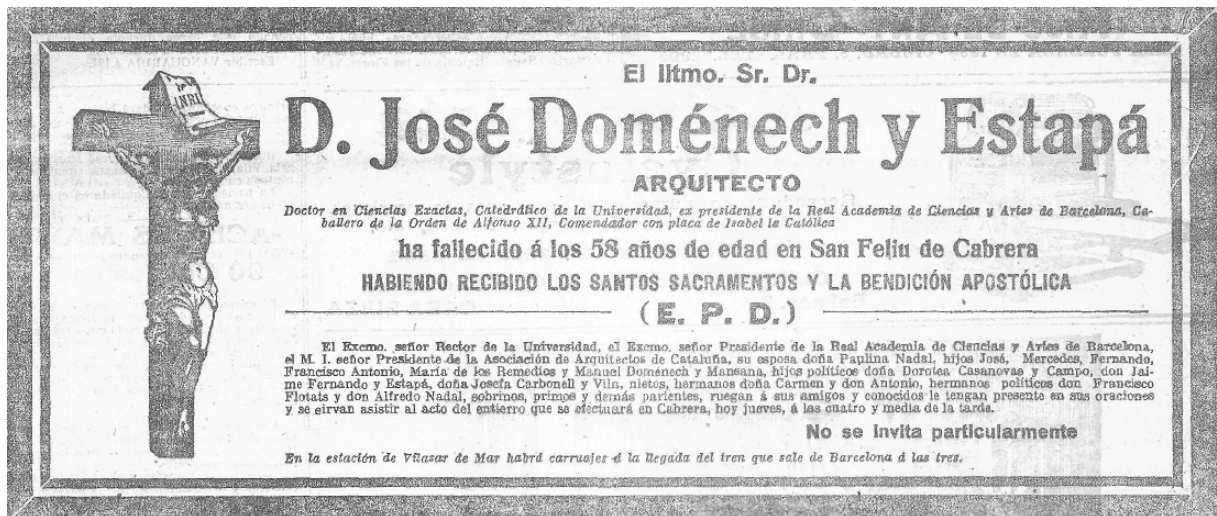 INRI
El Iltmo. Sr. Dr.
D. José Doménech y Estapá
ARQUITECTO
Doctor en Ciencias Exactas, Catedrático de la Universidad, ex presidente de la Real Academia de Ciencias y Artes de Barcelona, Ca-
ballero de la Orden de Alfonso XII, Comendador con placa de Isabel la Católica
ha fallecido á los 58 años de edad en San Feliu de Cabrera
HABIENDO RECIBIDO LOS SANTOS SACRAMENTOS Y LA BENDICIÓN APOSTÓLICA
(E. P. D.)
El Excmo. señor Rector de la Universidad, el Excmo. señor Presidente de la Real Academia de Ciencias y Artes de Barcelona,
el M. I. señor Presidente de la Asociación de Arquitectos de Cataluña, su esposa doña Paulina Nadal, hijos José, Mercedes, Fernando,
Francisco Antonio, María de los Remedios y Manuel Doménech y Mansana, hijos políticos doña Dorotea Casanovas y Campo, don Jai-
me Fernando y Estapá, doña Josefa Carbonell y Vila, nietos, hermanos doña Carmen y don Antonio, hermanos políticos don Francisco
Flotats y don Alfredo Nadal, sobrinos, primos y demás parientes, ruegan á sus amigos y conocidos le tengan presente en sus oraciones
y se sirvan asistir al acto del entierro que se efectuará en Cabrera, hoy jueves, á las cuatro y media de la tarde.
No se invita particularmente
En la estación de Vilasar de Mar habrá carruajes á la llegada del tren que sale de Barcelona á las tres.